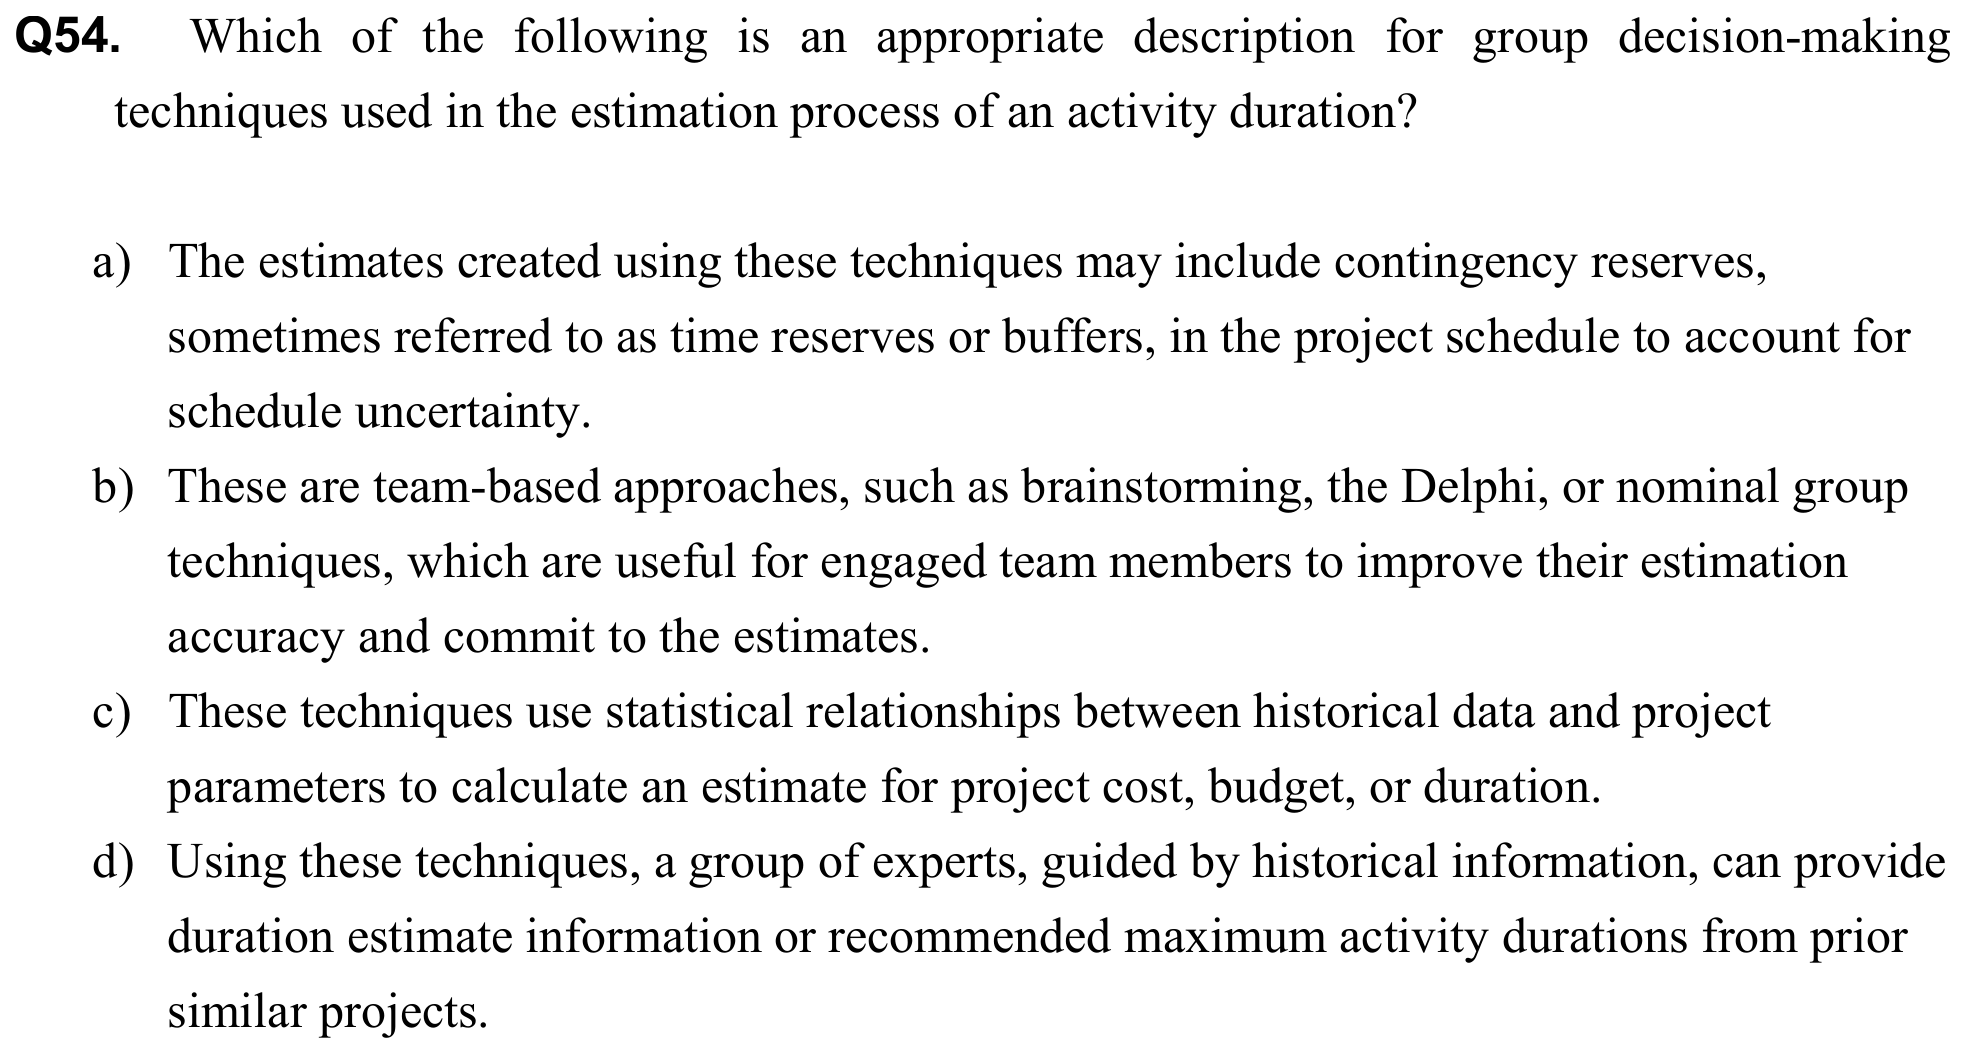 Q54. Which of the following is an appropriate description for group decision-making
techniques used in the estimation process of an activity duration?
a) The estimates created using these techniques may include contingency reserves,
sometimes referred to as time reserves or buffers, in the project schedule to account for
schedule uncertainty.
b) These are team-based approaches, such as brainstorming, the Delphi, or nominal group
techniques, which are useful for engaged team members to improve their estimation
accuracy and commit to the estimates.
c) These techniques use statistical relationships between historical data and project
parameters to calculate an estimate for project cost, budget, or duration.
d) Using these techniques, a group of experts, guided by historical information, can provide
duration estimate information or recommended maximum activity durations from prior
similar projects.